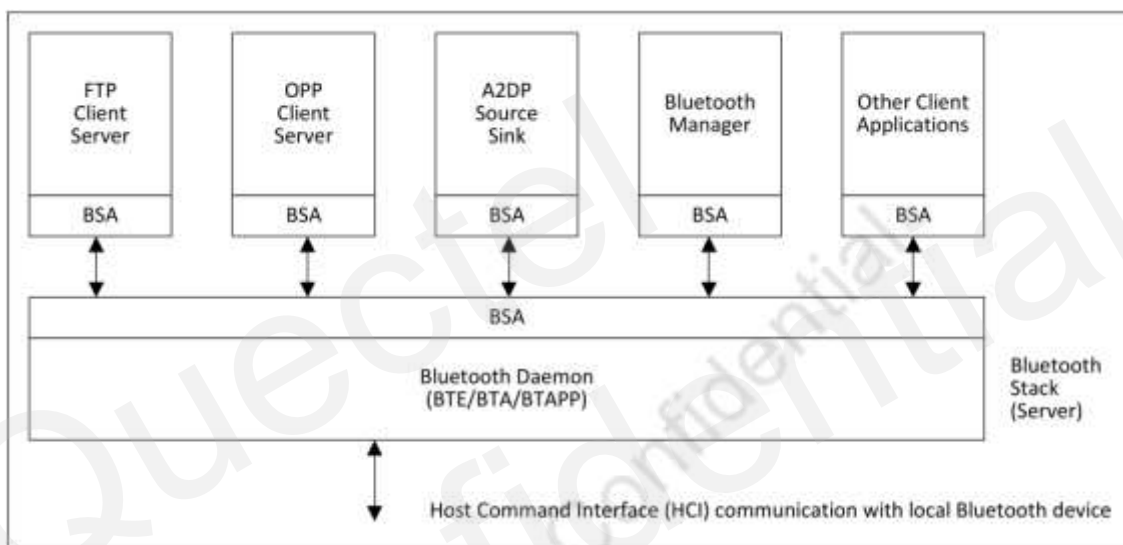 FTP
Client
Server
OPP
Client
Server
A2DP
Source
Sink
Bluetooth
Manager
Other Client
Applications
BSA
BSA
BSA
BSA
BSA
BSA
Bluetooth Daemon
(BTE/BTA/BTAPP)
Bluetooth
Stack
(Server)
Host Command Interface (HCI) communication with local Bluetooth device
Quectel
Confidential
confidential